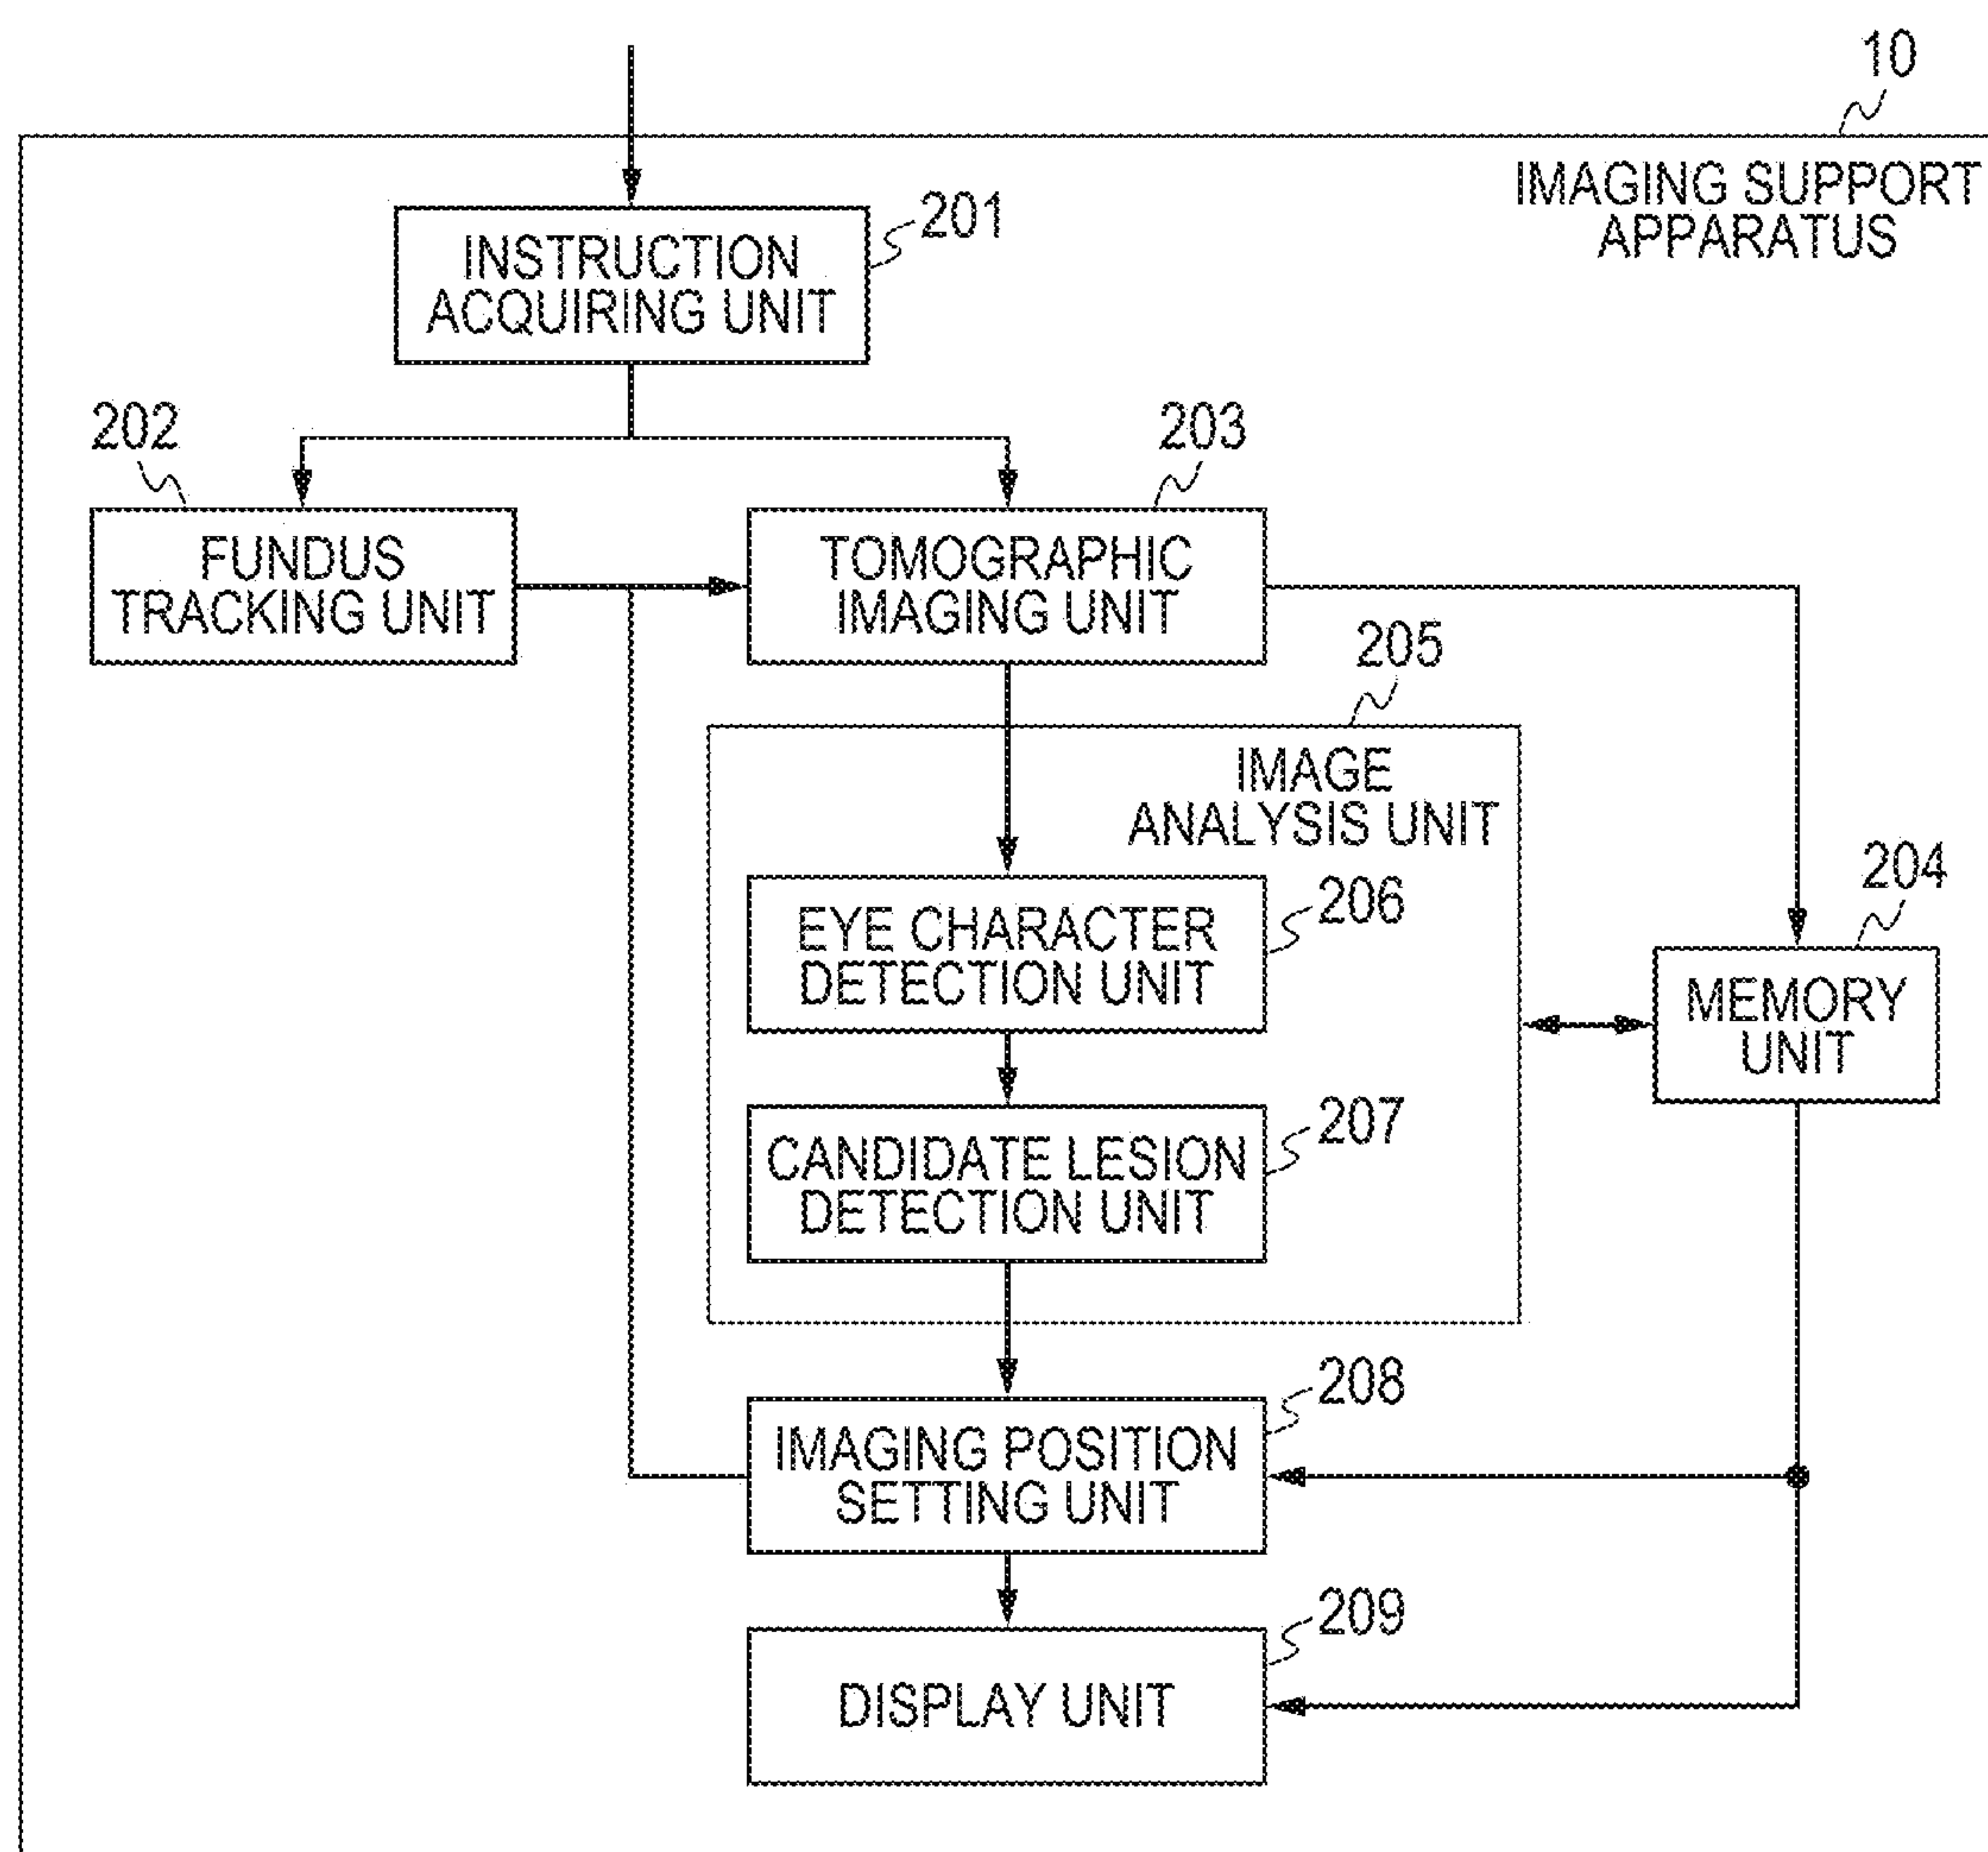 10
IMAGING SUPPORT
APPARATUS
201
INSTRUCTION
ACQUIRING UNIT
202
203
FUNDUS
TRACKING UNIT
TOMOGRAPHIC
IMAGING UNIT
205
IMAGE
ANALYSIS UNIT
204
206
EYE CHARACTER
DETECTION UNIT
MEMORY
UNIT
207
CANDIDATE LESION
DETECTION UNIT
208
IMAGING POSITION
SETTING UNIT
209
DISPLAY UNIT